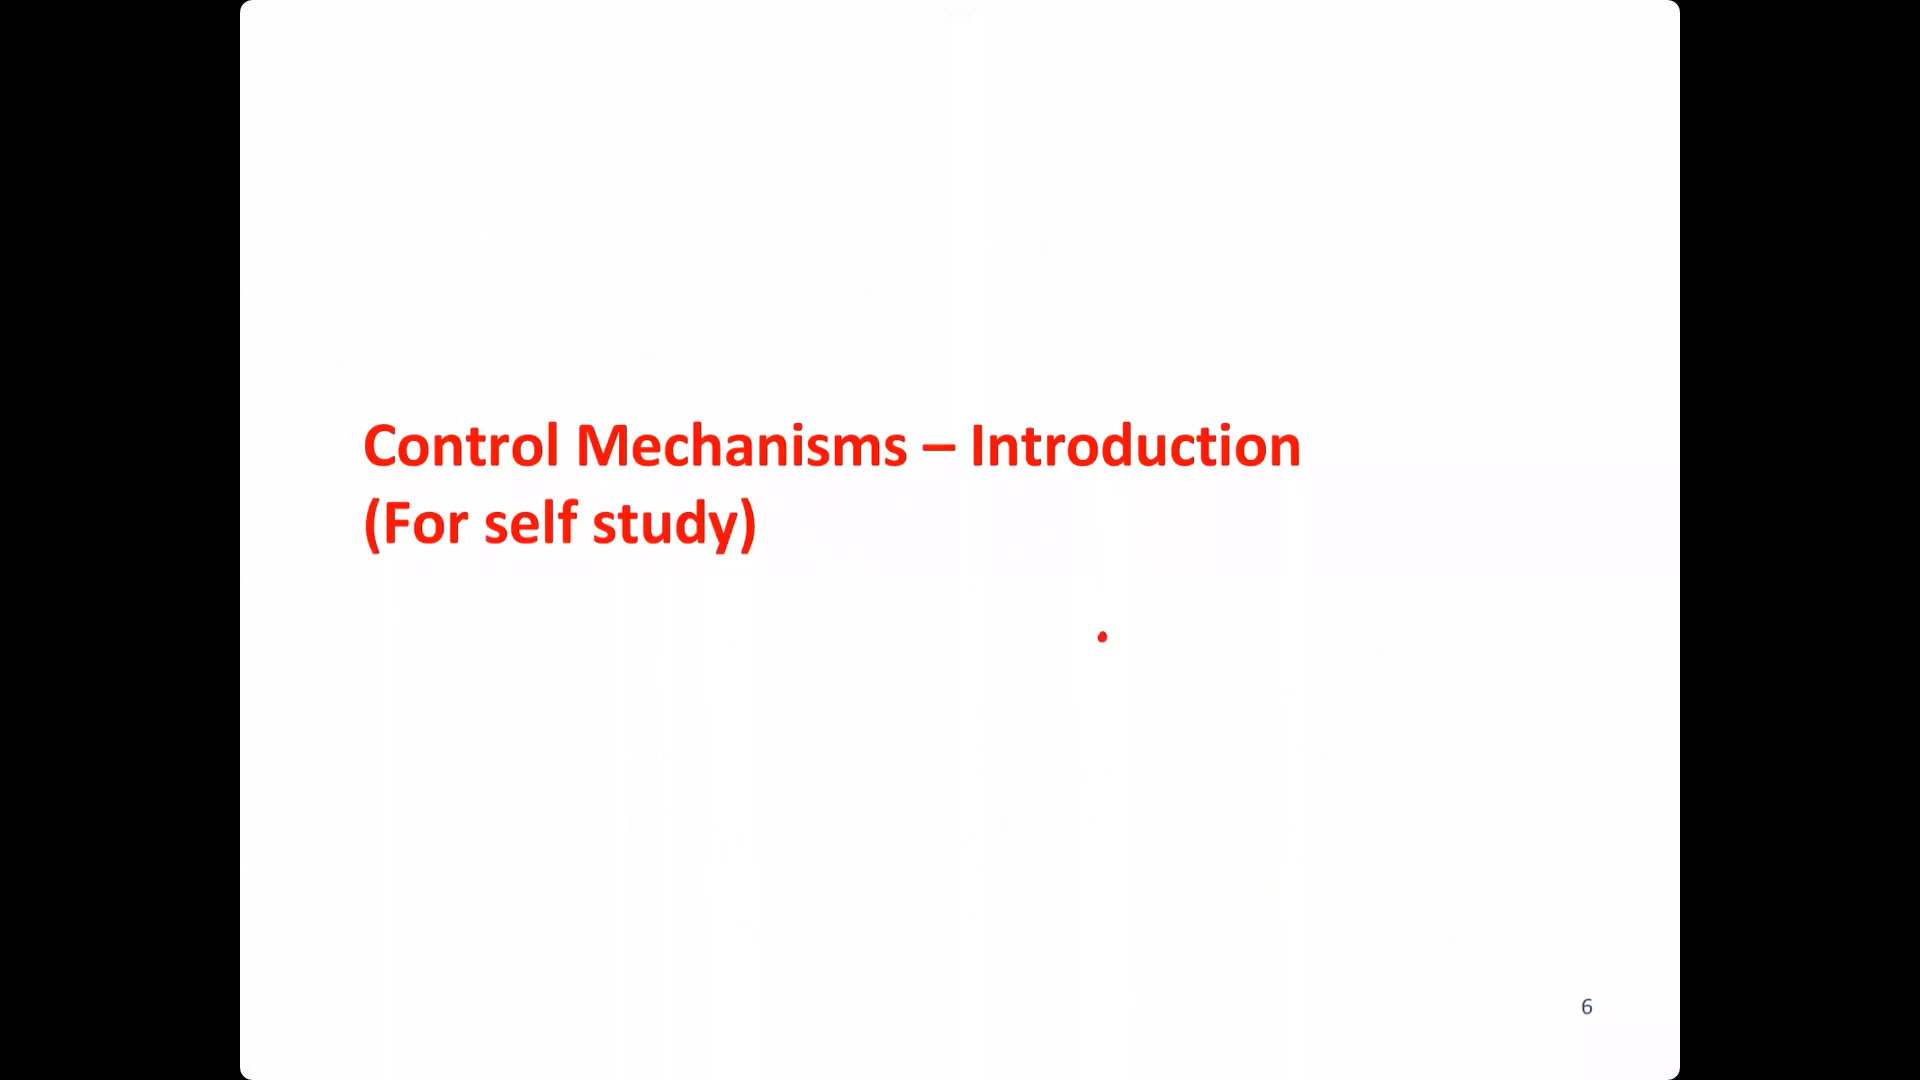 Control Mechanisms – Introduction
(For self study)
6